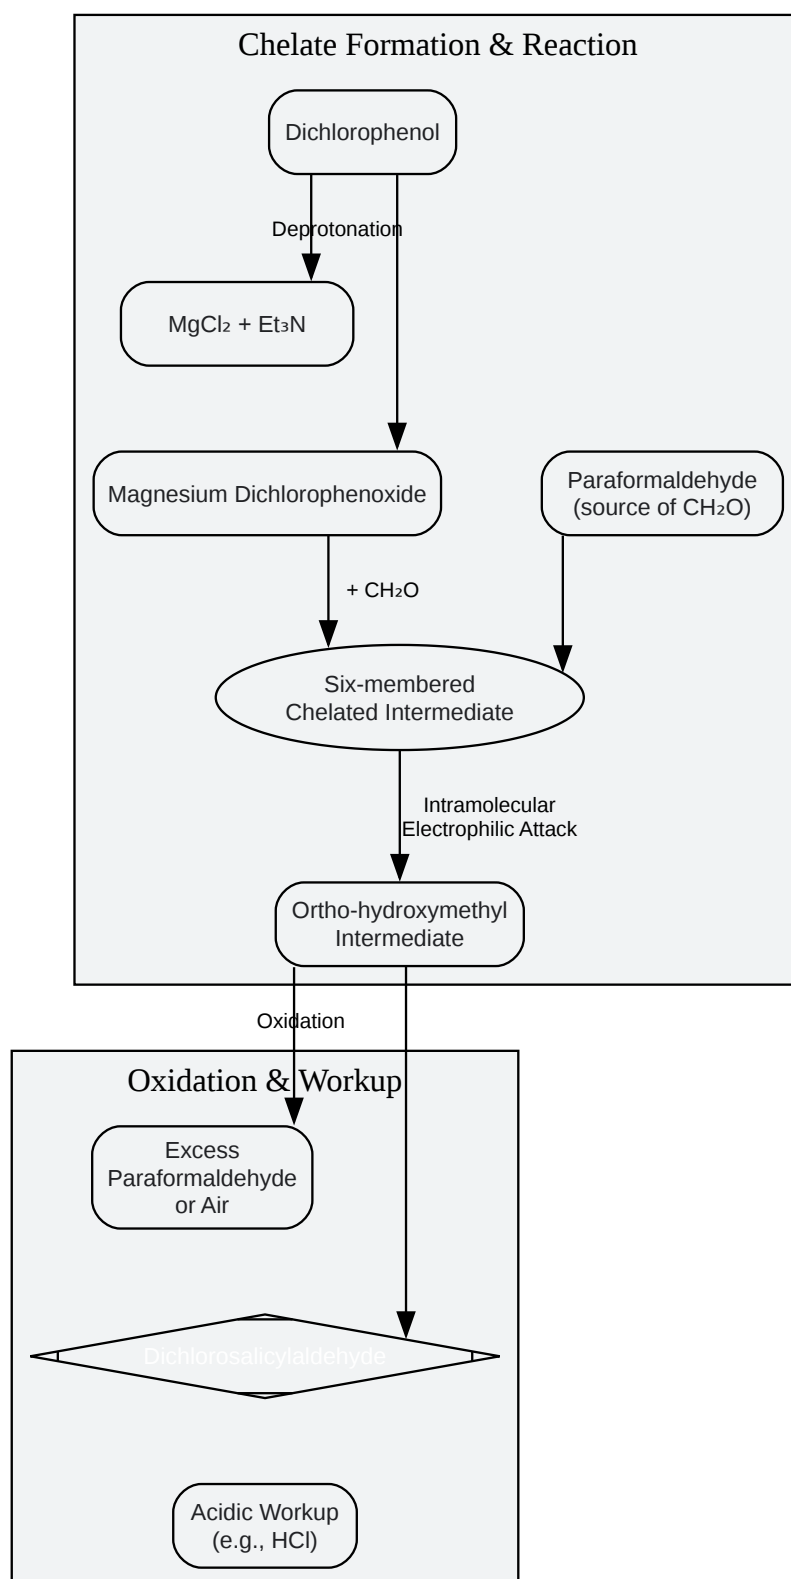 Chelate Formation & Reaction
Dichlorophenol
Deprotonation
MgCl₂ + Et₃N
Magnesium Dichlorophenoxide
Paraformaldehyde
(source of CH₂O)
+ CH₂O
Six-membered
Chelated Intermediate
Intramolecular
Electrophilic Attack
Ortho-hydroxymethyl
Intermediate
Oxidation
Oxidation & Workup
Excess
Paraformaldehyde
or Air
Dichlorosalicylaldehyde
Acidic Workup
(e.g., HCl)